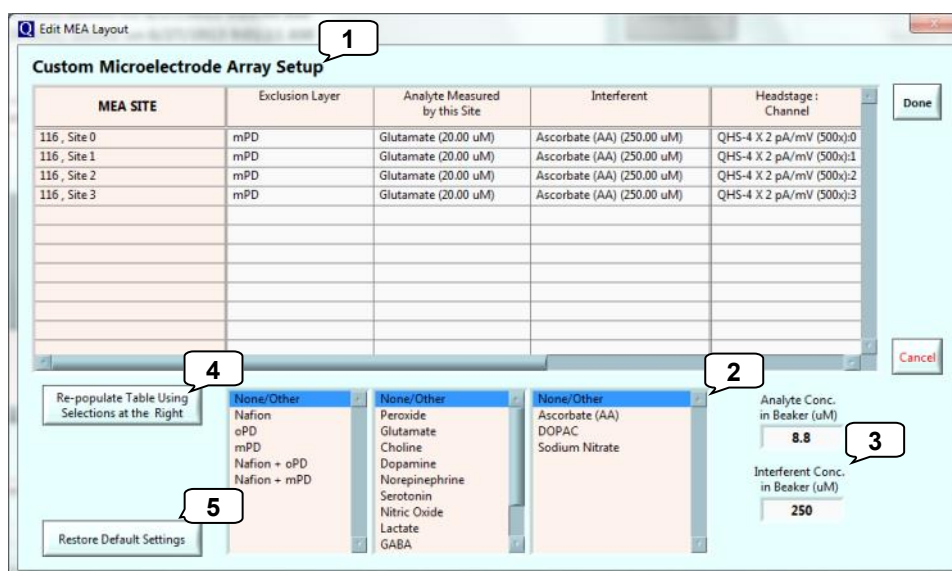 Edit MEA Layout
1
Custom Microelectrode Array Setup
MEA SITE
Exclusion Layer
Analyte Measured
by this Site
Interferent
Headstage :
Channel
Done
116 , Site 0 mPD Glutamate (20.00 uM) Ascorbate (AA) (250.00 uM) QHS-4 X 2 pA/mV (500x):0
116 , Site 1 mPD Glutamate (20.00 uM) Ascorbate (AA) (250.00 uM) QHS-4 X 2 pA/mV (500x):1
116 , Site 2 mPD Glutamate (20.00 uM) Ascorbate (AA) (250.00 uM) QHS-4 X 2 pA/mV (500x):2
116 , Site 3 mPD Glutamate (20.00 uM) Ascorbate (AA) (250.00 uM) QHS-4 X 2 pA/mV (500x):3
Cancel
4
2
Re-populate Table Using
Selections at the Right
None/Other
Nafion
oPD
mPD
Nafion + oPD
Nafion + mPD
None/Other
Peroxide
Glutamate
Choline
Dopamine
Norepinephrine
Serotonin
Nitric Oxide
Lactate
GABA
None/Other
Ascorbate (AA)
DOPAC
Sodium Nitrate
Analyte Conc.
in Beaker (uM)
8.8
3
Interferent Conc.
in Beaker (uM)
250
5
Restore Default Settings